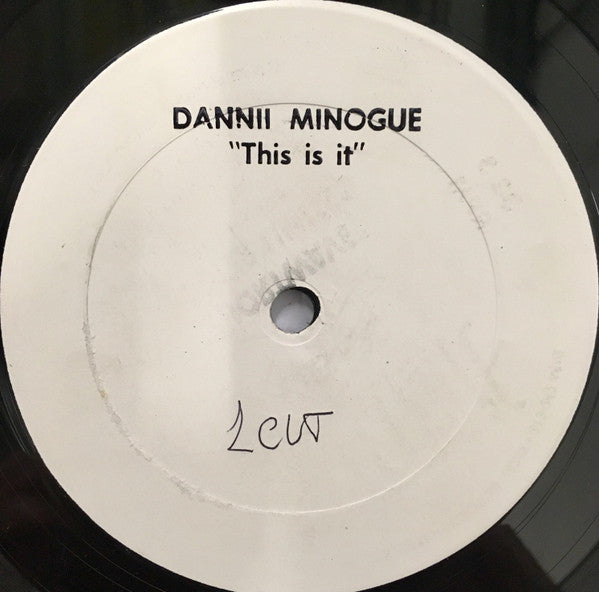 DANNII MINOGUE
"This is it"
1 CUT